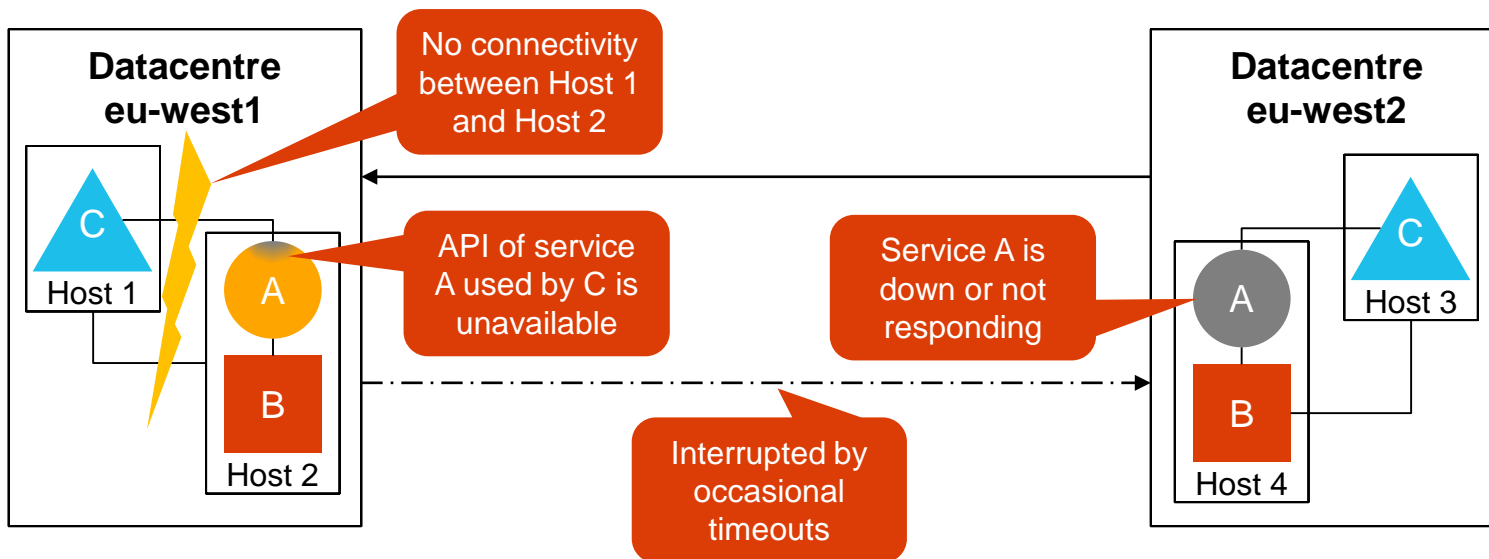 Datacentre
eu-west1
No connectivity
between Host 1
and Host 2
Datacentre
eu-west2
C
Host 1
A
B
Host 2
API of service
A used by C is
unavailable
Service A is
down or not
responding
C
Host 3
A
B
Host 4
Interrupted by
occasional
timeouts